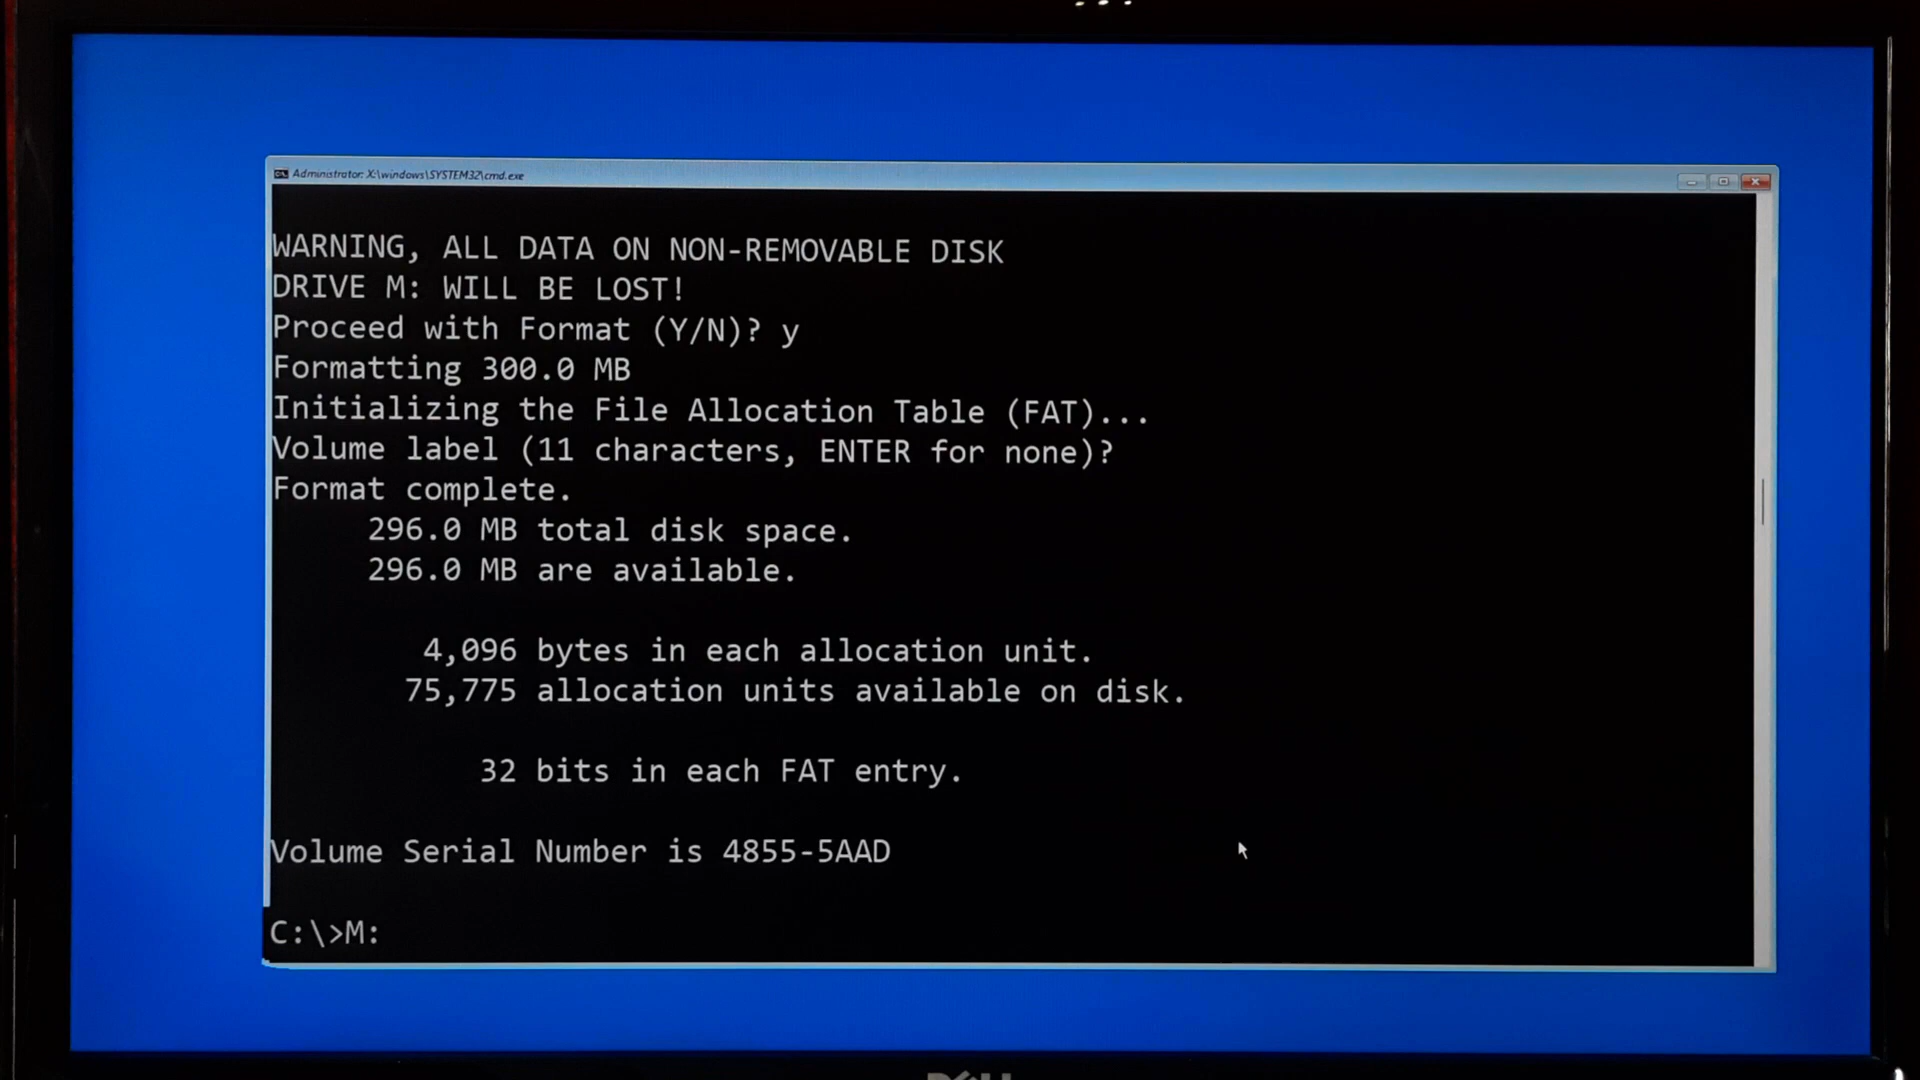 Administrator: X:\windows\SYSTEM32\cmd.exe
WARNING, ALL DATA ON NON-REMOVABLE DISK
DRIVE M: WILL BE LOST!
Proceed with Format (Y/N)? y
Formatting 300.0 MB
Initializing the File Allocation Table (FAT)...
Volume label (11 characters, ENTER for none)?
Format complete.
296.0 MB total disk space.
296.0 MB are available.
4,096 bytes in each allocation unit.
75,775 allocation units available on disk.
32 bits in each FAT entry.
Volume Serial Number is 4855-5AAD
C:\>M: